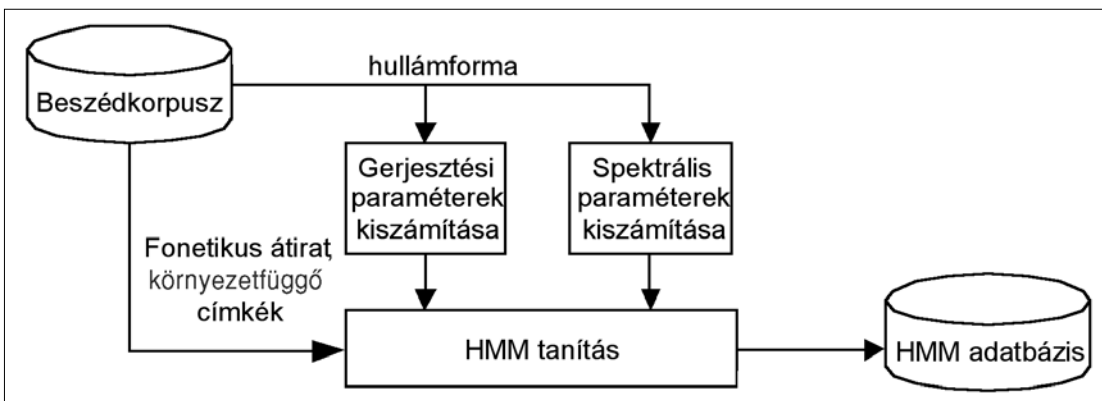 Beszédkorpusz
hullámforma
Gerjesztési
paraméterek
kiszámítása
Spektrális
paraméterek
kiszámítása
Fonetikus átirat,
környezetfüggő
címkék
HMM tanítás
HMM adatbázis